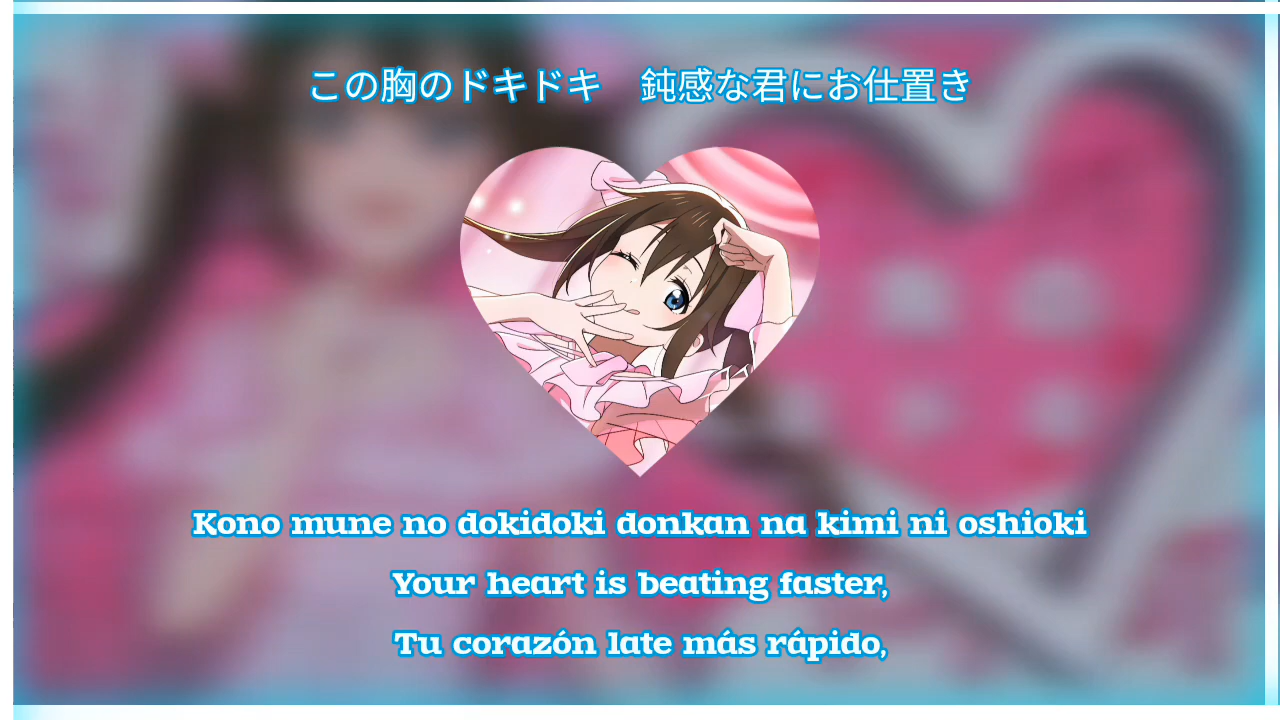 この胸のドキドキ　鈍感な君にお仕置き
Kono mune no dokidoki donkan na kimi ni oshioki
Your heart is beating faster,
Tu corazón late más rápido,